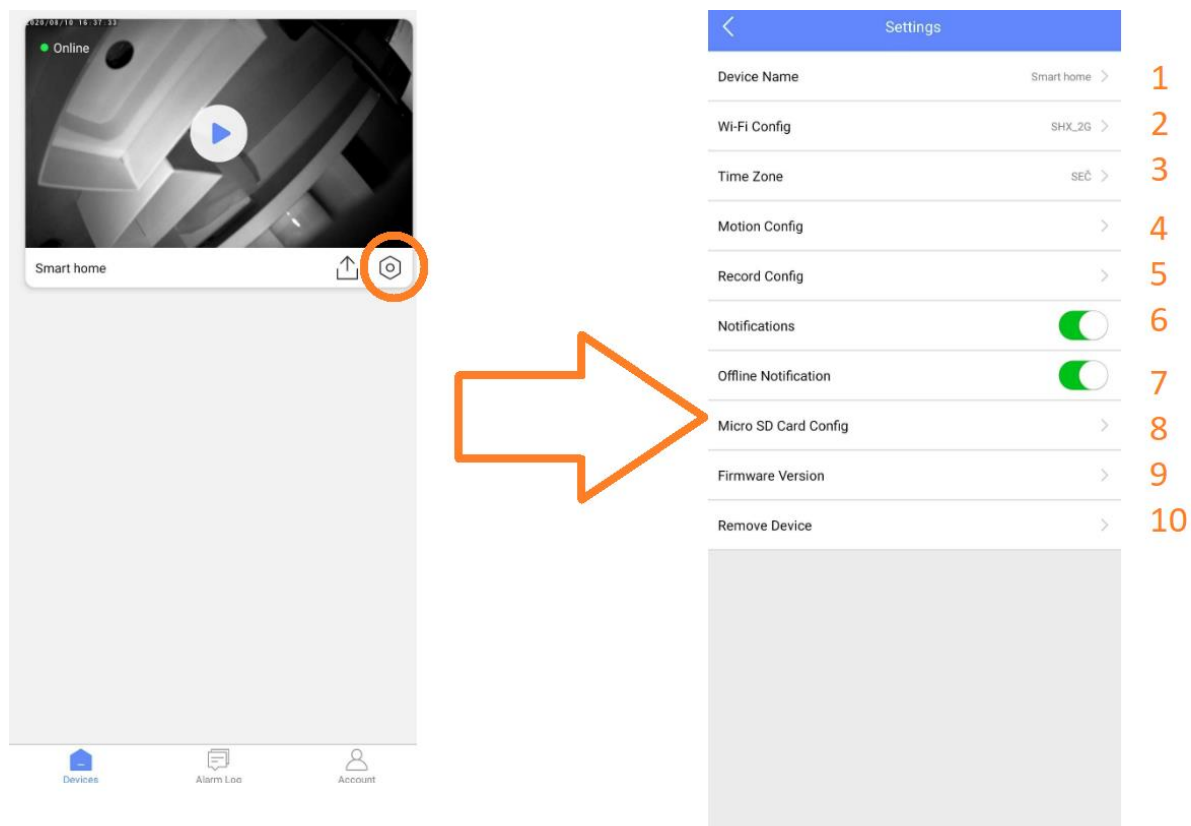 2020/08/10 16:37:33
Online
Smart home
Devices
Alarm Log
Account
Settings
Device Name Smart home 1
Wi-Fi Config SHX_2G 2
Time Zone SEČ 3
Motion Config 4
Record Config 5
Notifications 6
Offline Notification 7
Micro SD Card Config 8
Firmware Version 9
Remove Device 10